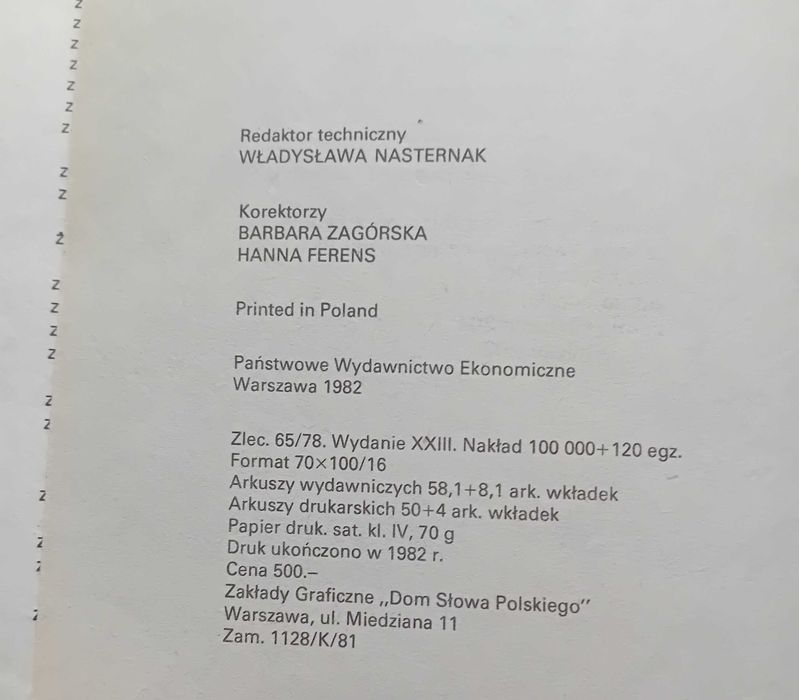 Redaktor techniczny
WŁADYSŁAWA NASTERNAK
Korektorzy
BARBARA ZAGÓRSKA
HANNA FERENS
Printed in Poland
Państwowe Wydawnictwo Ekonomiczne
Warszawa 1982
Zlec. 65/78. Wydanie XXIII. Nakład 100 000+120 egz.
Format 70×100/16
Arkuszy wydawniczych 58,1+8,1 ark. wkładek
Arkuszy drukarskich 50+4 ark. wkładek
Papier druk. sat. kl. IV, 70 g
Druk ukończono w 1982 r.
Cena 500.–
Zakłady Graficzne „Dom Słowa Polskiego”
Warszawa, ul. Miedziana 11
Zam. 1128/K/81